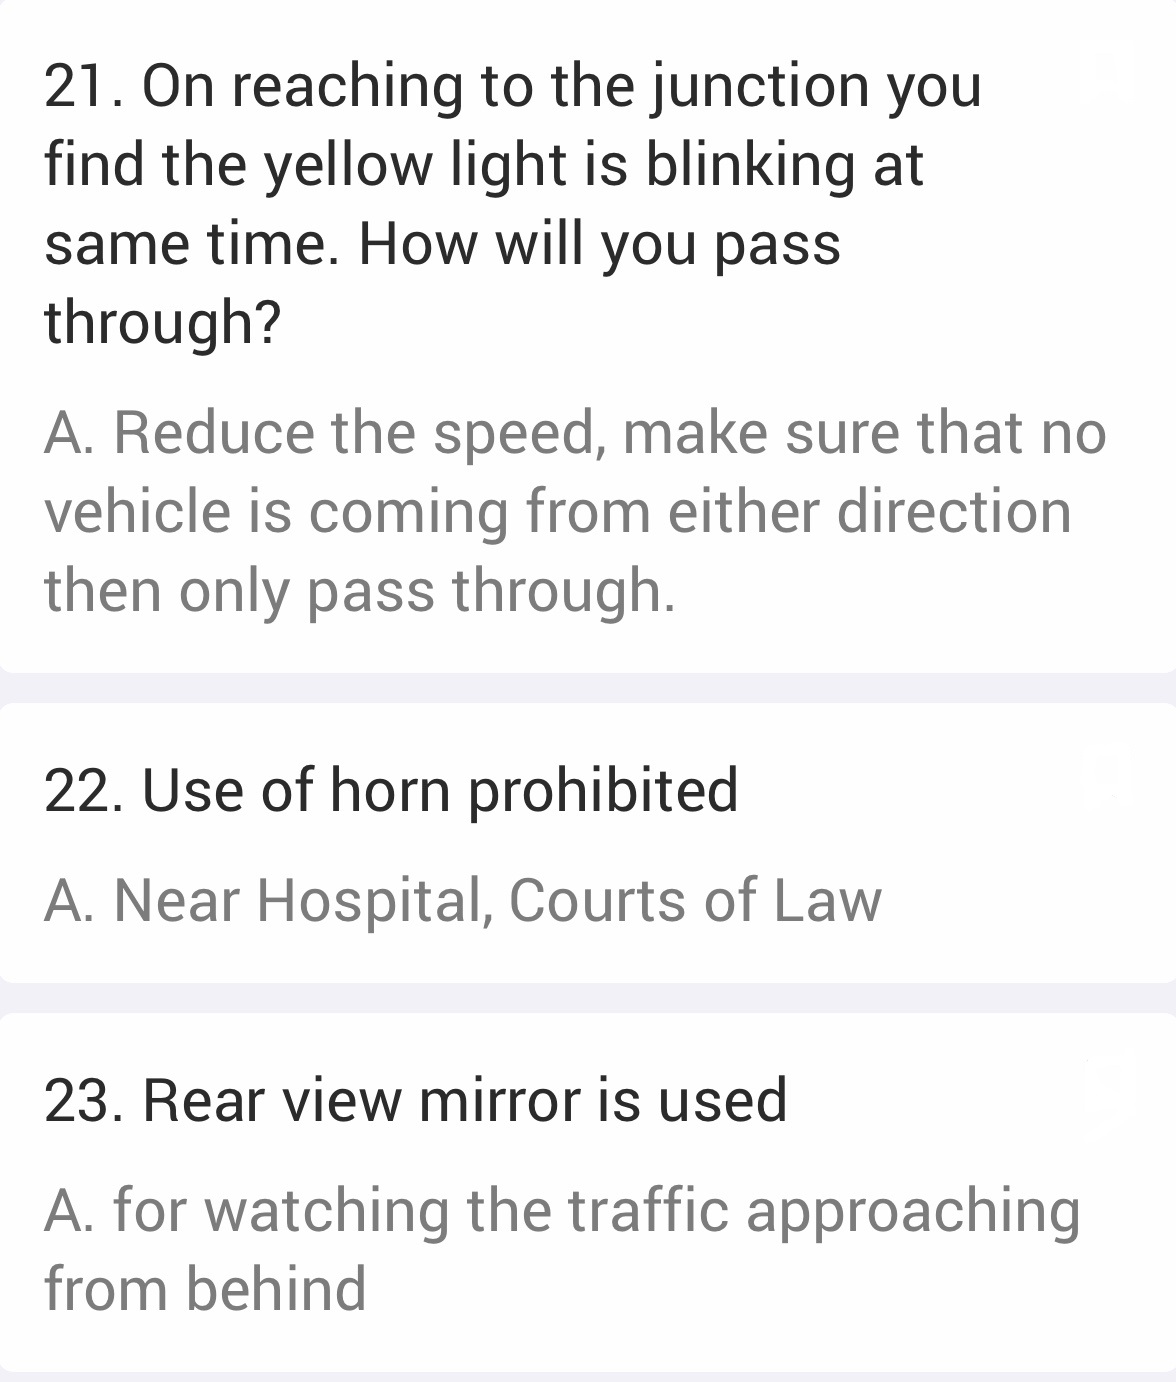 21. On reaching to the junction you
find the yellow light is blinking at
same time. How will you pass
through?
A. Reduce the speed, make sure that no
vehicle is coming from either direction
then only pass through.
22. Use of horn prohibited
A. Near Hospital, Courts of Law
23. Rear view mirror is used
A. for watching the traffic approaching
from behind